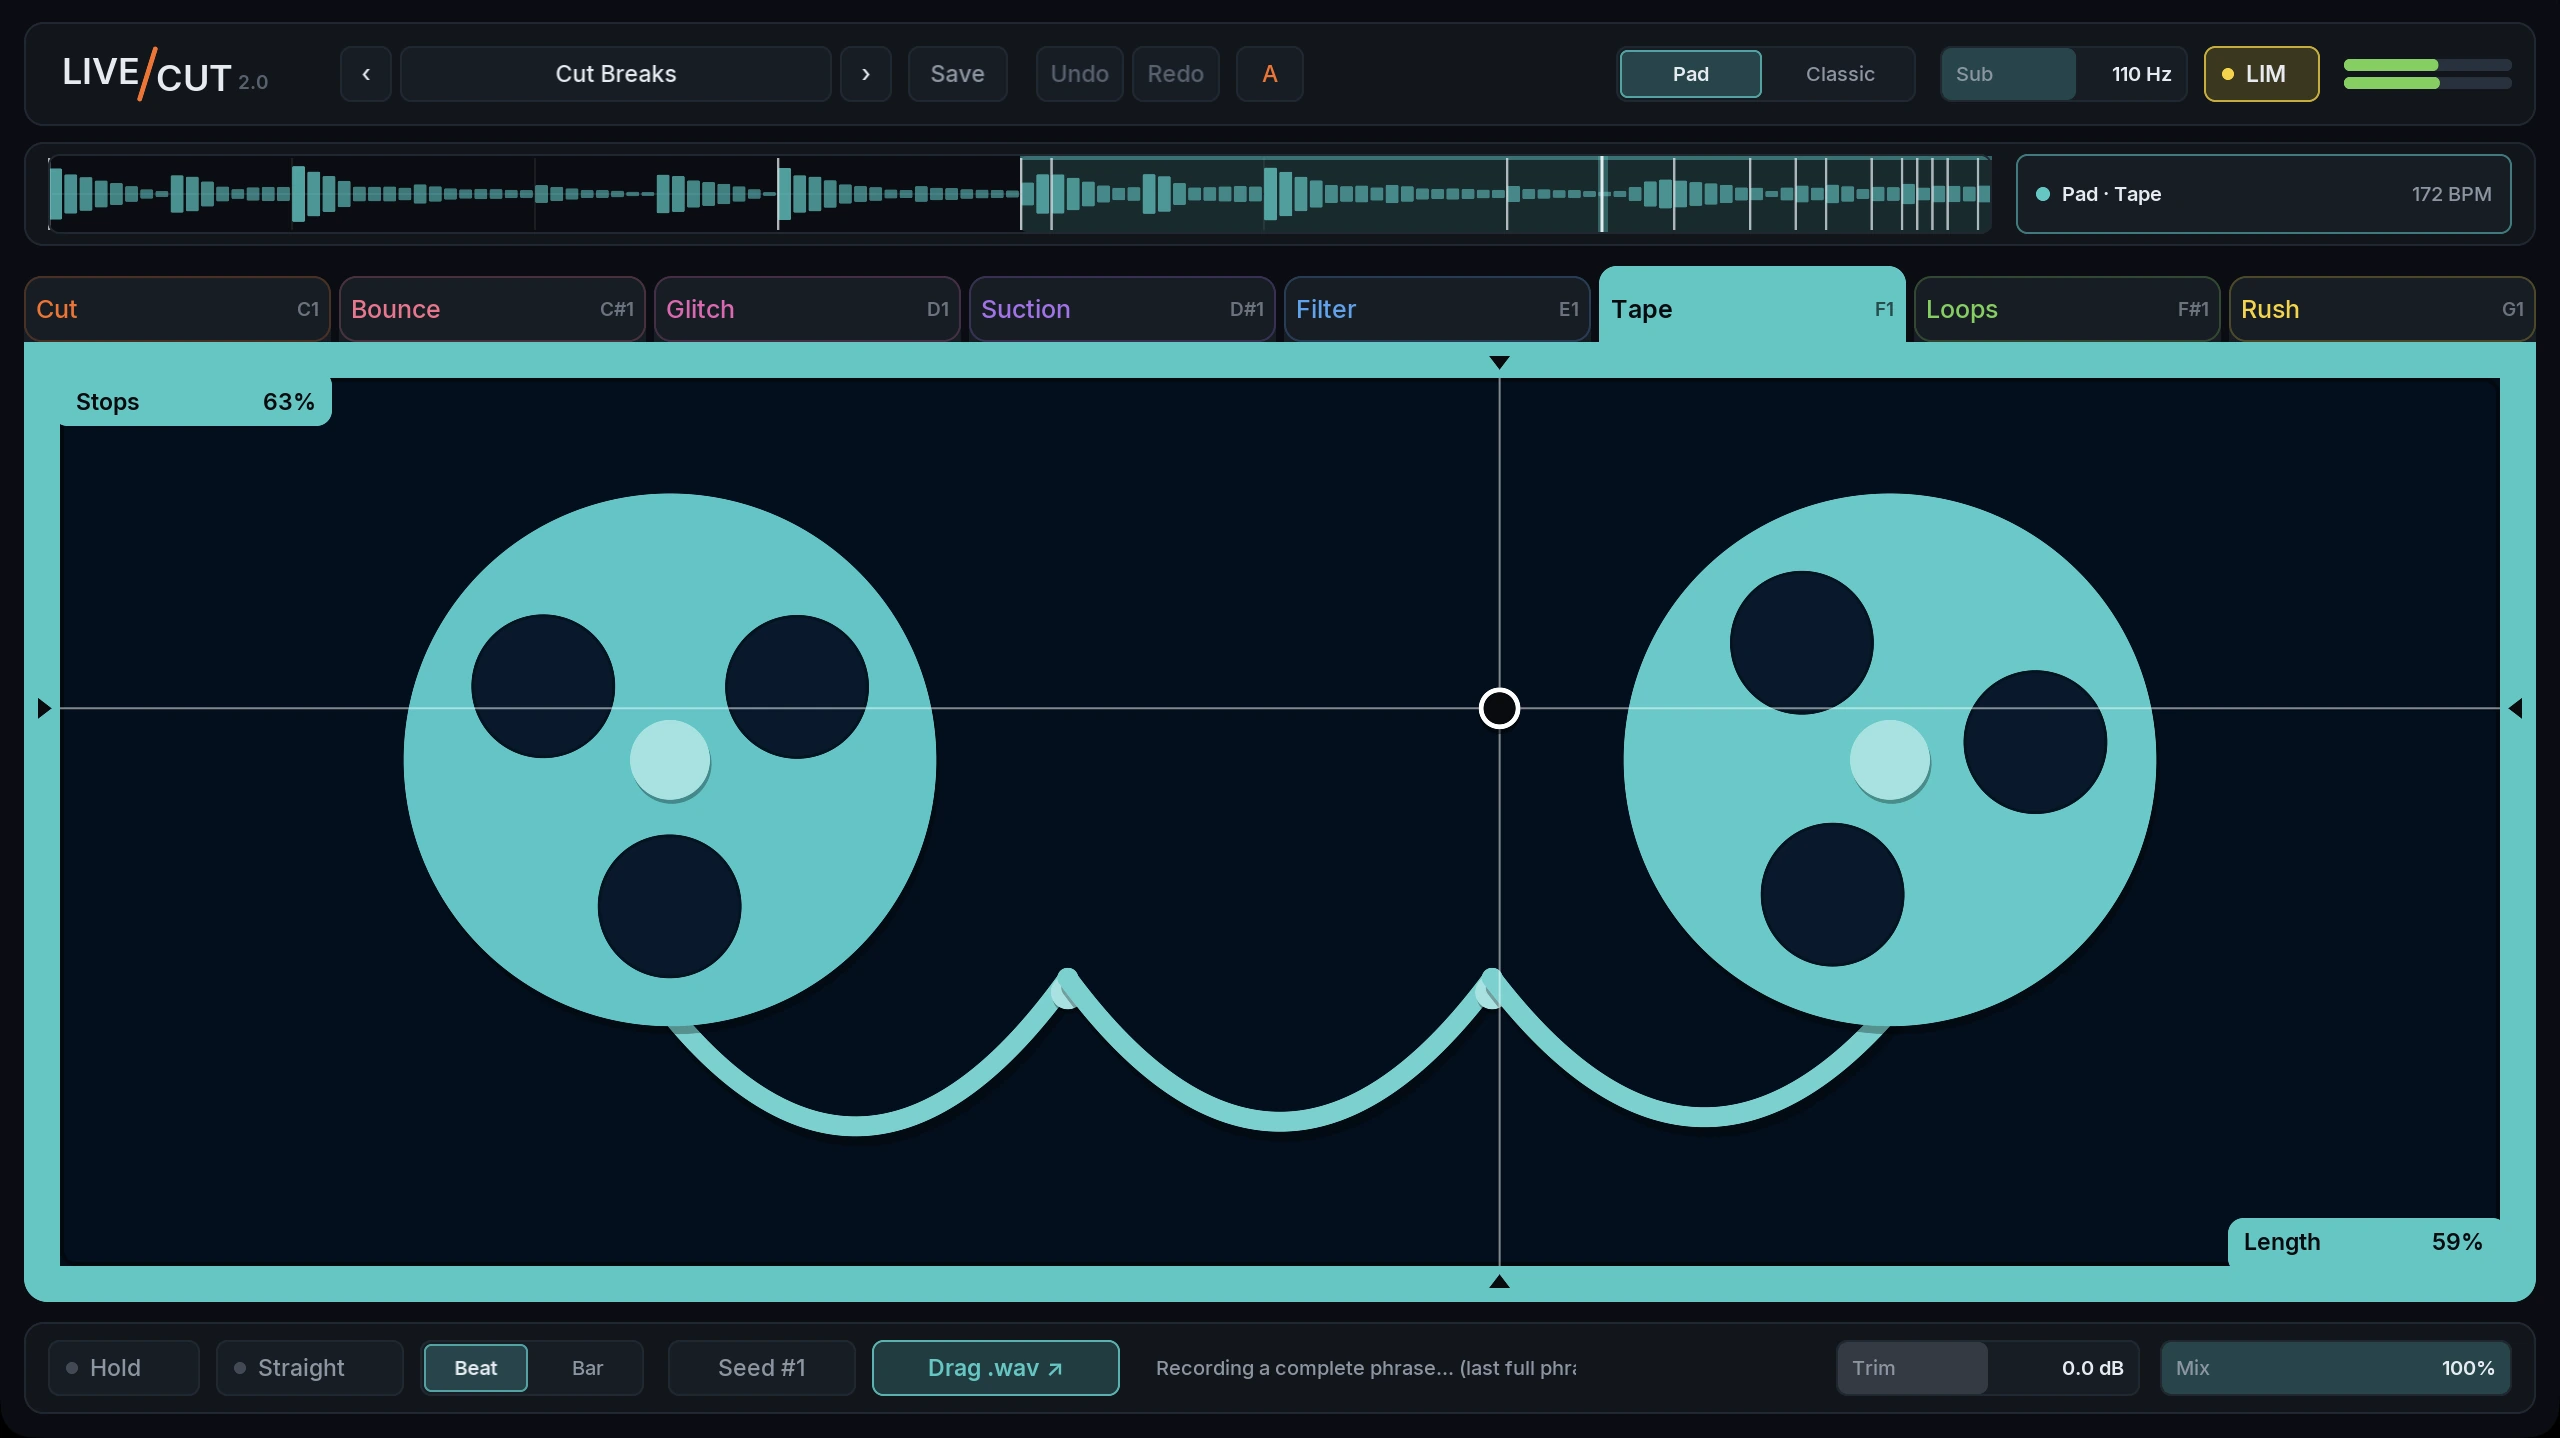 LIVE/CUT 2.0
‹ Cut Breaks › Save Undo Redo A Pad Classic Sub 110 Hz LIM
Pad · Tape 172 BPM
Cut C1 Bounce C#1 Glitch D1 Suction D#1 Filter E1 Tape F1 Loops F#1 Rush G1
Stops 63%
Length 59%
Hold Straight Beat Bar Seed #1 Drag .wav ↗ Recording a complete phrase... (last full phra Trim 0.0 dB Mix 100%